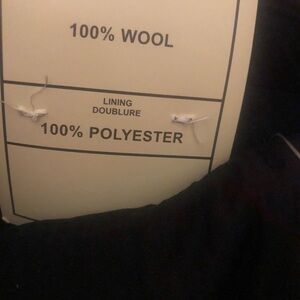 100% WOOL
LINING
DOUBLURE
100% POLYESTER